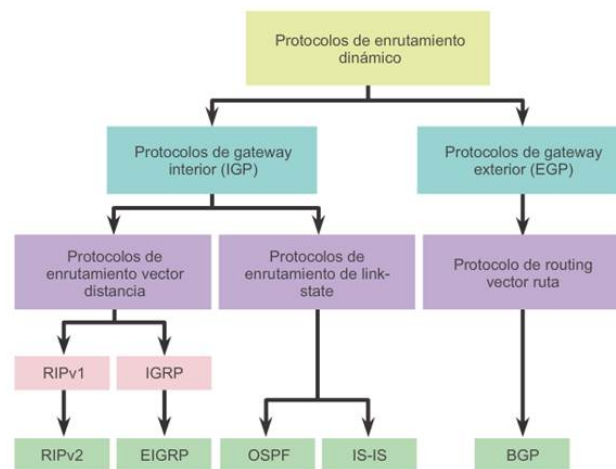 Protocolos de enrutamiento
dinámico
Protocolos de gateway
interior (IGP)
Protocolos de gateway
exterior (EGP)
Protocolos de
enrutamiento vector
distancia
Protocolos de
enrutamiento de link-
state
Protocolo de routing
vector ruta
RIPv1
IGRP
RIPv2
EIGRP
OSPF
IS-IS
BGP